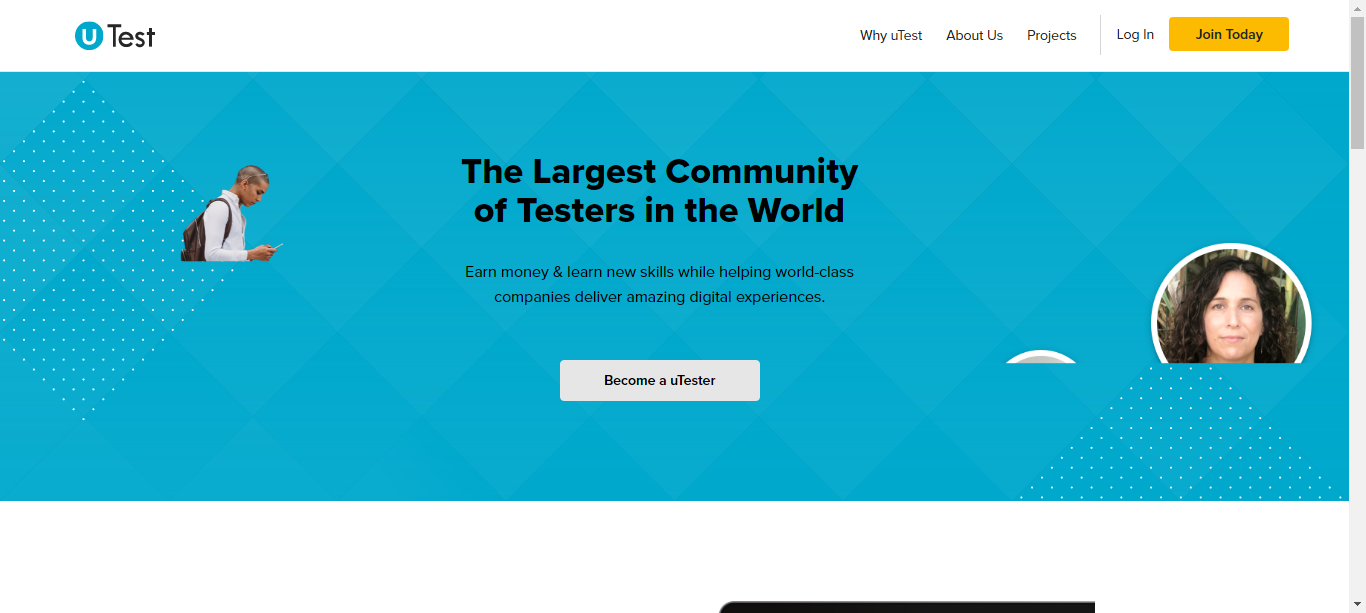 uTest
Why uTest
About Us
Projects
Log In
Join Today
The Largest Community
of Testers in the World
Earn money & learn new skills while helping world-class
companies deliver amazing digital experiences.
Become a uTester